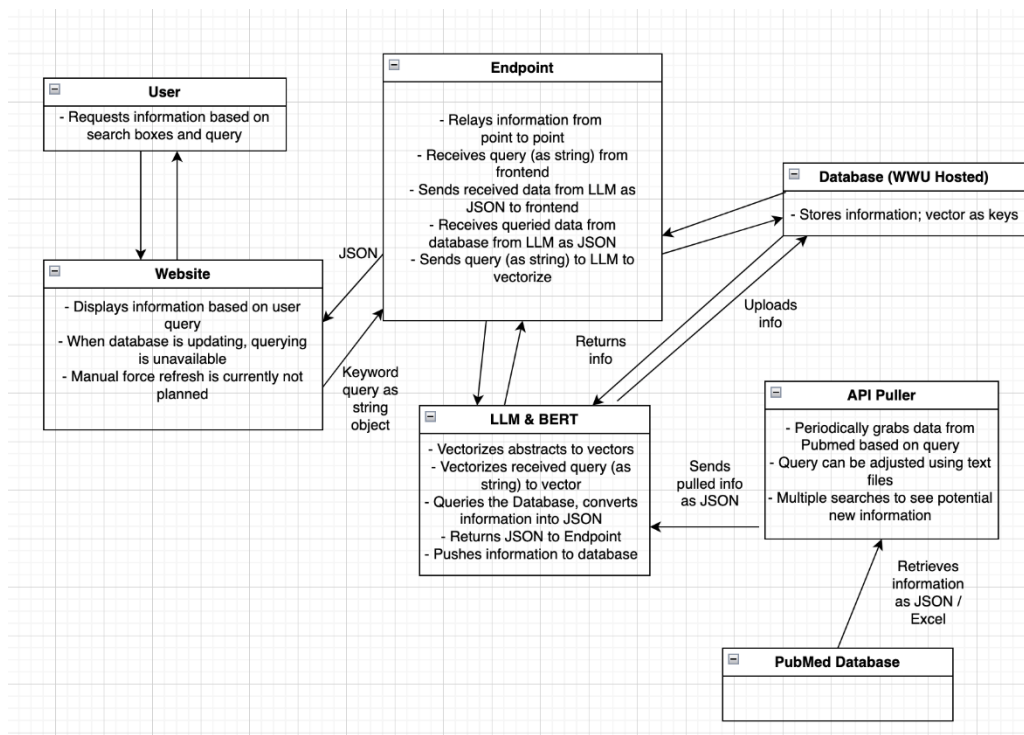 User
- Requests information based on
search boxes and query
Endpoint
- Relays information from
point to point
- Receives query (as string) from
frontend
- Sends received data from LLM as
JSON to frontend
- Receives queried data from
database from LLM as JSON
- Sends query (as string) to LLM to
vectorize
Database (WWU Hosted)
- Stores information; vector as keys
JSON
Website
- Displays information based on user
query
- When database is updating, querying
is unavailable
- Manual force refresh is currently not
planned
Keyword
query as
string
object
Returns
info
Uploads
info
LLM & BERT
- Vectorizes abstracts to vectors
- Vectorizes received query (as
string) to vector
- Queries the Database, converts
information into JSON
- Returns JSON to Endpoint
- Pushes information to database
Sends
pulled info
as JSON
API Puller
- Periodically grabs data from
Pubmed based on query
- Query can be adjusted using text
files
- Multiple searches to see potential
new information
Retrieves
information
as JSON /
Excel
PubMed Database